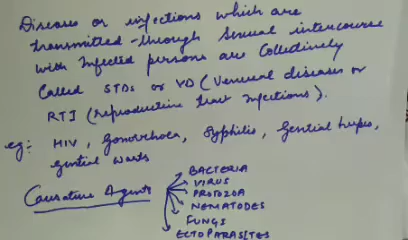 Diseases or infections which are
transmitted through sexual intercourse
with infected persons are Collectively
Called STDs or VD (Venereal diseases or
RTI (Reproductive tract Infections).
eg: HIV, Gonorrhoea, Syphilis, Genital herpes,
genital warts
Causative Agents
BACTERIA
VIRUS
PROTOZOA
NEMATODES
FUNGI
ECTOPARASITES